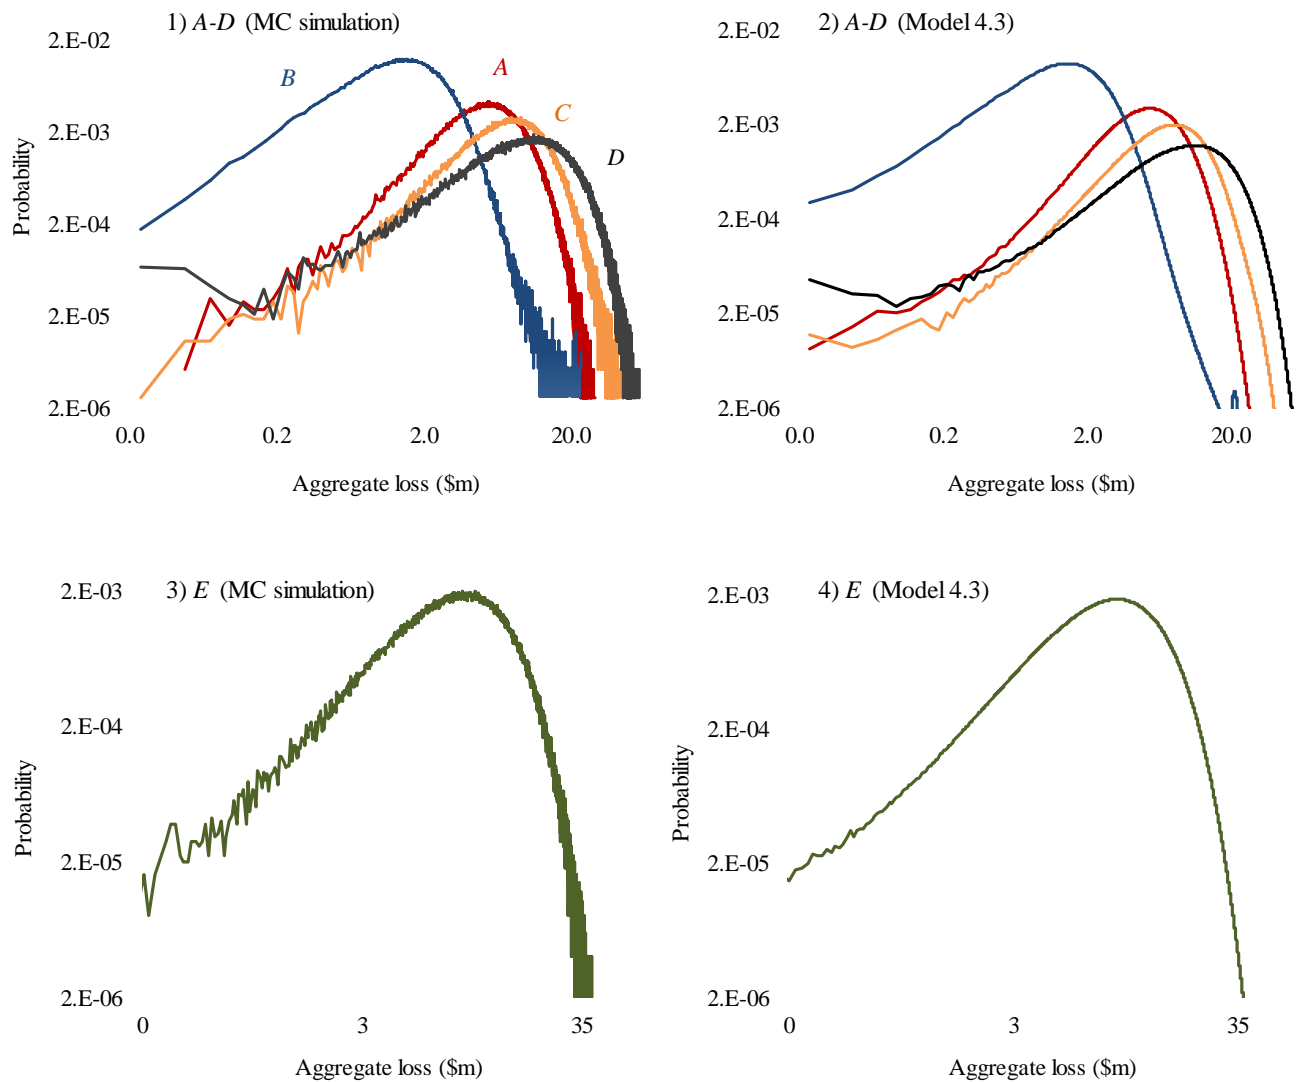 1) A-D (MC simulation)
2.E-02
2.E-03
2.E-04
2.E-05
2.E-06
Probability
B
A
C
D
0.0 0.2 2.0 20.0
Aggregate loss ($m)
2) A-D (Model 4.3)
2.E-02
2.E-03
2.E-04
2.E-05
2.E-06
Probability
0.0 0.2 2.0 20.0
Aggregate loss ($m)
3) E (MC simulation)
2.E-03
2.E-04
2.E-05
2.E-06
Probability
0 3 35
Aggregate loss ($m)
4) E (Model 4.3)
2.E-03
2.E-04
2.E-05
2.E-06
Probability
0 3 35
Aggregate loss ($m)